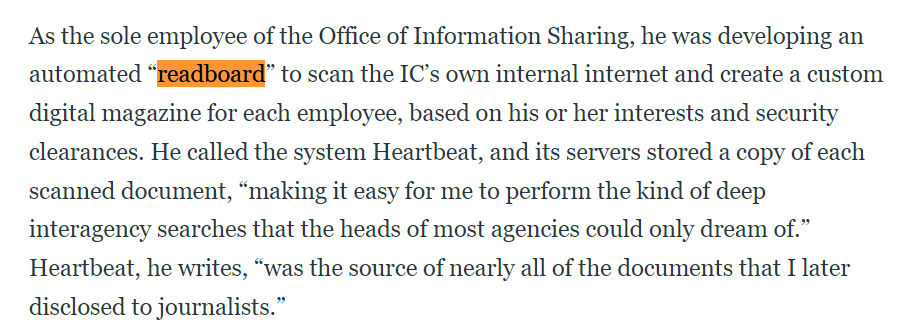 As the sole employee of the Office of Information Sharing, he was developing an
automated “readboard” to scan the IC’s own internal internet and create a custom
digital magazine for each employee, based on his or her interests and security
clearances. He called the system Heartbeat, and its servers stored a copy of each
scanned document, “making it easy for me to perform the kind of deep
interagency searches that the heads of most agencies could only dream of.”
Heartbeat, he writes, “was the source of nearly all of the documents that I later
disclosed to journalists.”